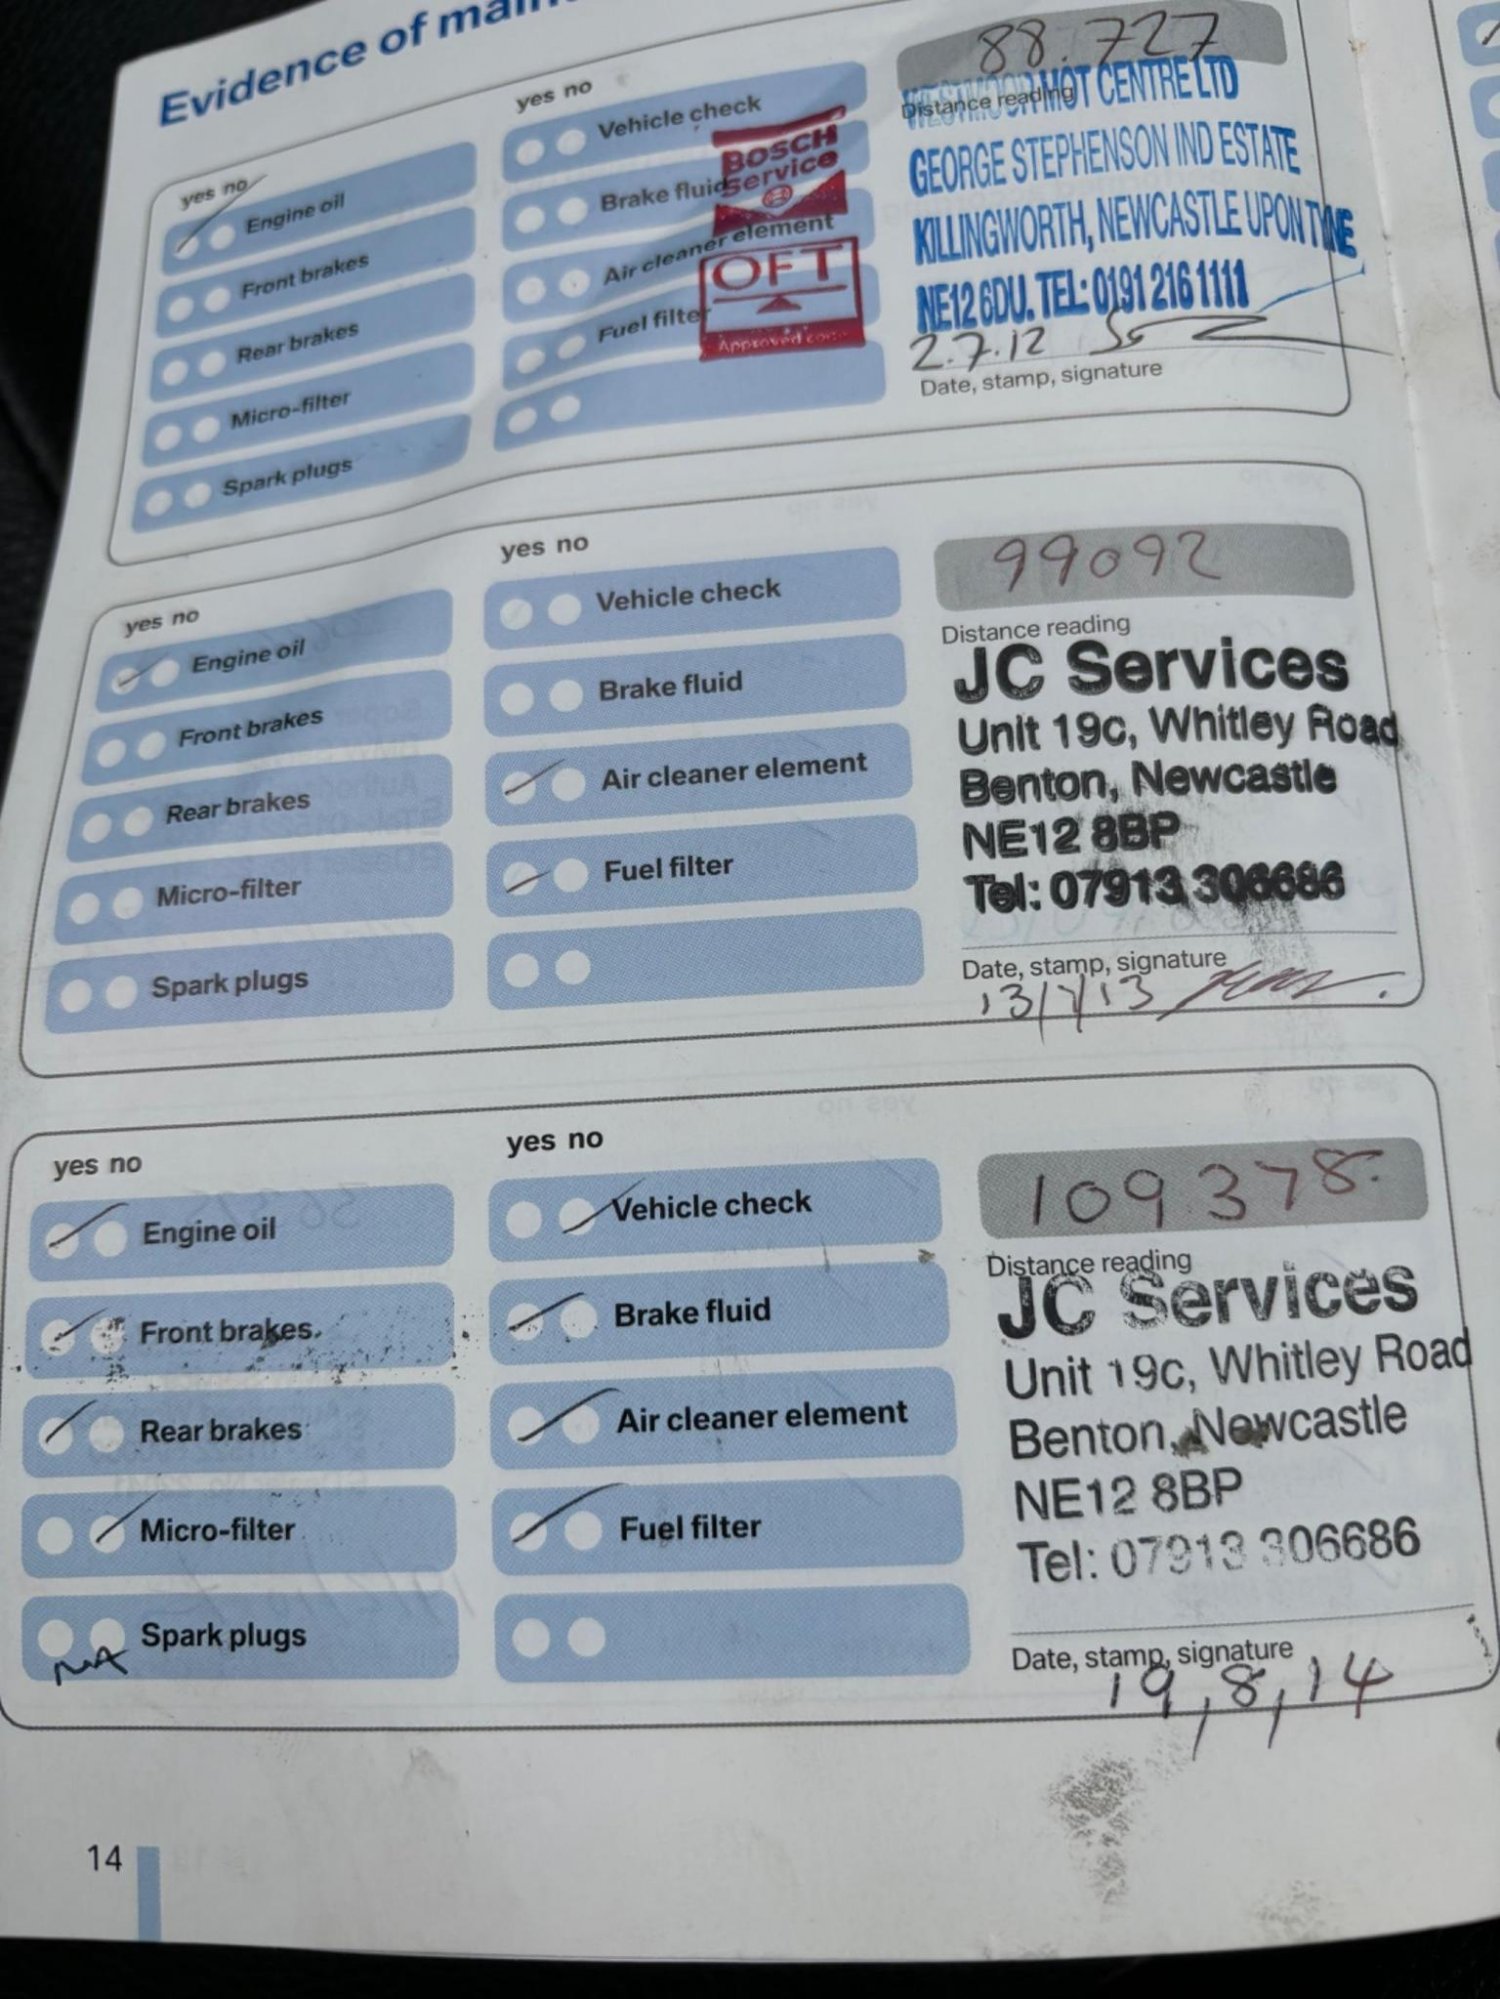 Evidence of
88.727
Distance reading
yes no
Engine oil
Front brakes
Rear brakes
Micro-filter
Spark plugs
yes no
Vehicle check
Brake fluid
Air cleaner element
Fuel filter
BOSCH
Service
OFT
Approved
MOT CENTRE LTD
GEORGE STEPHENSON IND ESTATE
KILLINGWORTH, NEWCASTLE UPON TYNE
NE12 6DU. TEL: 0191 216 1111
2.7.12
Date, stamp, signature
yes no
Engine oil
Front brakes
Rear brakes
Micro-filter
Spark plugs
yes no
Vehicle check
Brake fluid
Air cleaner element
Fuel filter
99092
Distance reading
JC Services
Unit 19c, Whitley Road
Benton, Newcastle
NE12 8BP
Tel: 07913 306686
Date, stamp, signature
13/7/13
yes no
Engine oil
Front brakes
Rear brakes
Micro-filter
Spark plugs
NA
yes no
Vehicle check
Brake fluid
Air cleaner element
Fuel filter
109378.
Distance reading
JC Services
Unit 19c, Whitley Road
Benton, Newcastle
NE12 8BP
Tel: 07913 306686
Date, stamp, signature
19,8,14
14